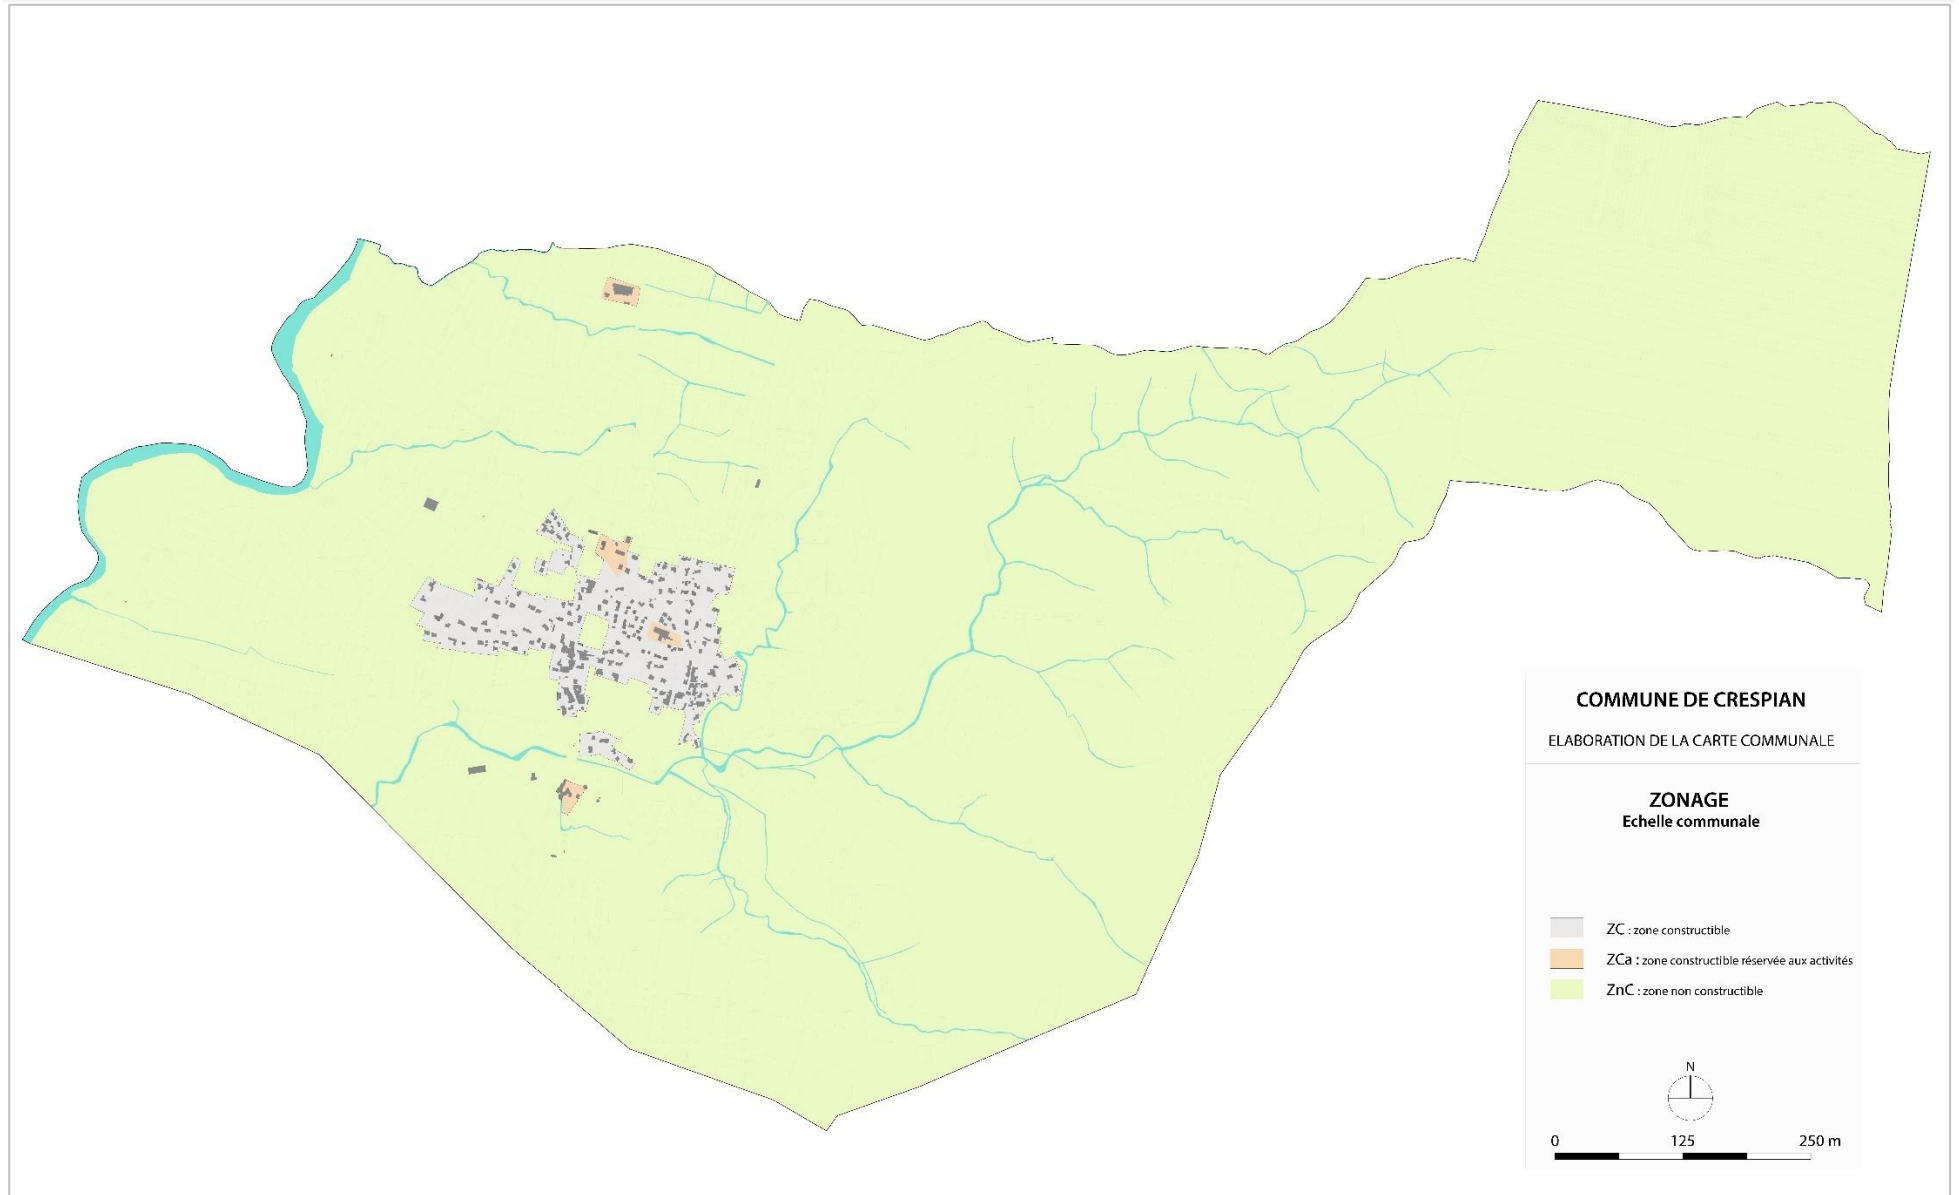 COMMUNE DE CRESPIAN
ELABORATION DE LA CARTE COMMUNALE
ZONAGE
Echelle communale
ZC : zone constructible
ZCa : zone constructible réservée aux activités
ZnC : zone non constructible
N
0 125 250 m